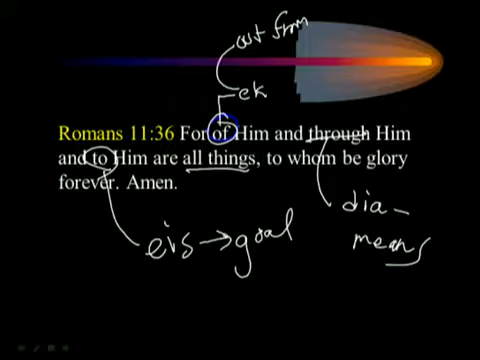 out from
ek
Romans 11:36 For of Him and through Him
and to Him are all things, to whom be glory
forever. Amen.
dia -
means
eis → goal